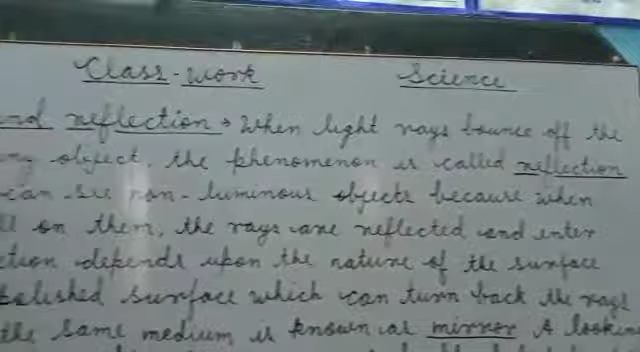 Class-work Science
and reflection → When light rays bounce off the
any object, the phenomenon is called reflection
can see non-luminous objects because when
on them, the rays are reflected and enter
depends upon the nature of the surface
polished surface which can turn back the rays
the same medium is known as mirror A looking